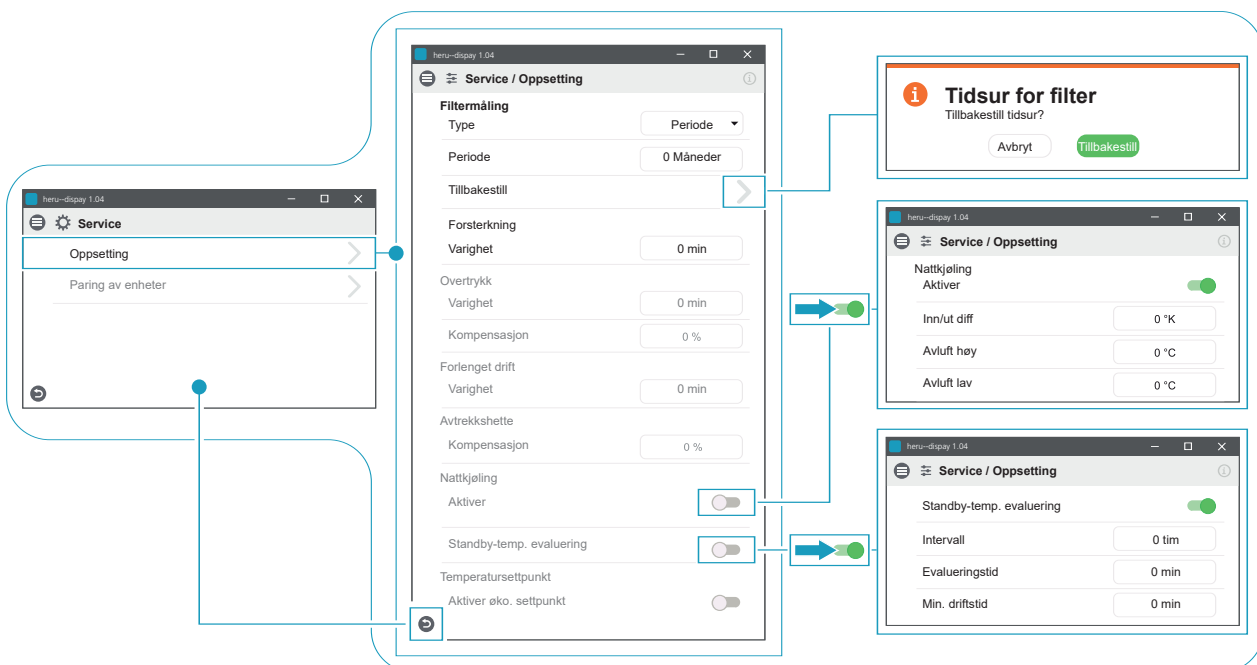 heru--dispay 1.04
Service
Oppsetting
Paring av enheter
heru--dispay 1.04
Service / Oppsetting
Filtermåling
Type Periode
Periode 0 Måneder
Tillbakestill
Forsterkning
Varighet 0 min
Overtrykk
Varighet 0 min
Kompensasjon 0 %
Forlenget drift
Varighet 0 min
Avtrekkshette
Kompensasjon 0 %
Nattkjøling
Aktiver
Standby-temp. evaluering
Temperatursettpunkt
Aktiver øko. settpunkt
Tidsur for filter
Tillbakestill tidsur?
Avbryt Tillbakestill
heru--dispay 1.04
Service / Oppsetting
Nattkjøling
Aktiver
Inn/ut diff 0 °K
Avluft høy 0 °C
Avluft lav 0 °C
heru--dispay 1.04
Service / Oppsetting
Standby-temp. evaluering
Intervall 0 tim
Evalueringstid 0 min
Min. driftstid 0 min